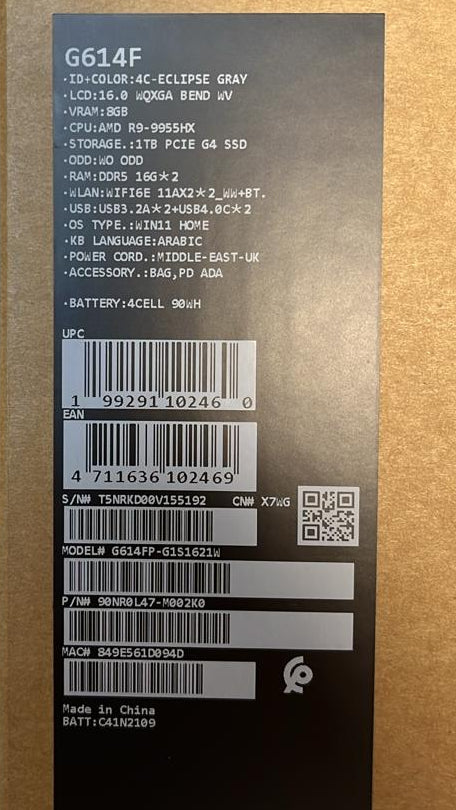 G614F
·ID+COLOR:4C-ECLIPSE GRAY
·LCD:16.0 WQXGA BEND WV
·VRAM:8GB
·CPU:AMD R9-9955HX
·STORAGE.:1TB PCIE G4 SSD
·ODD:WO ODD
·RAM:DDR5 16G*2
·WLAN:WIFI6E 11AX2*2_WW+BT.
·USB:USB3.2A*2+USB4.0C*2
·OS TYPE.:WIN11 HOME
·KB LANGUAGE:ARABIC
·POWER CORD.:MIDDLE-EAST-UK
·ACCESSORY.:BAG,PD ADA
·BATTERY:4CELL 90WH
UPC
1 99291 10246 0
EAN
4 711636 102469
S/N# T5NRKD00V155192 CN# X7WG
MODEL# G614FP-G1S1621W
P/N# 90NR0L47-M002K0
MAC# 849E561D094D
Made in China
BATT:C41N2109